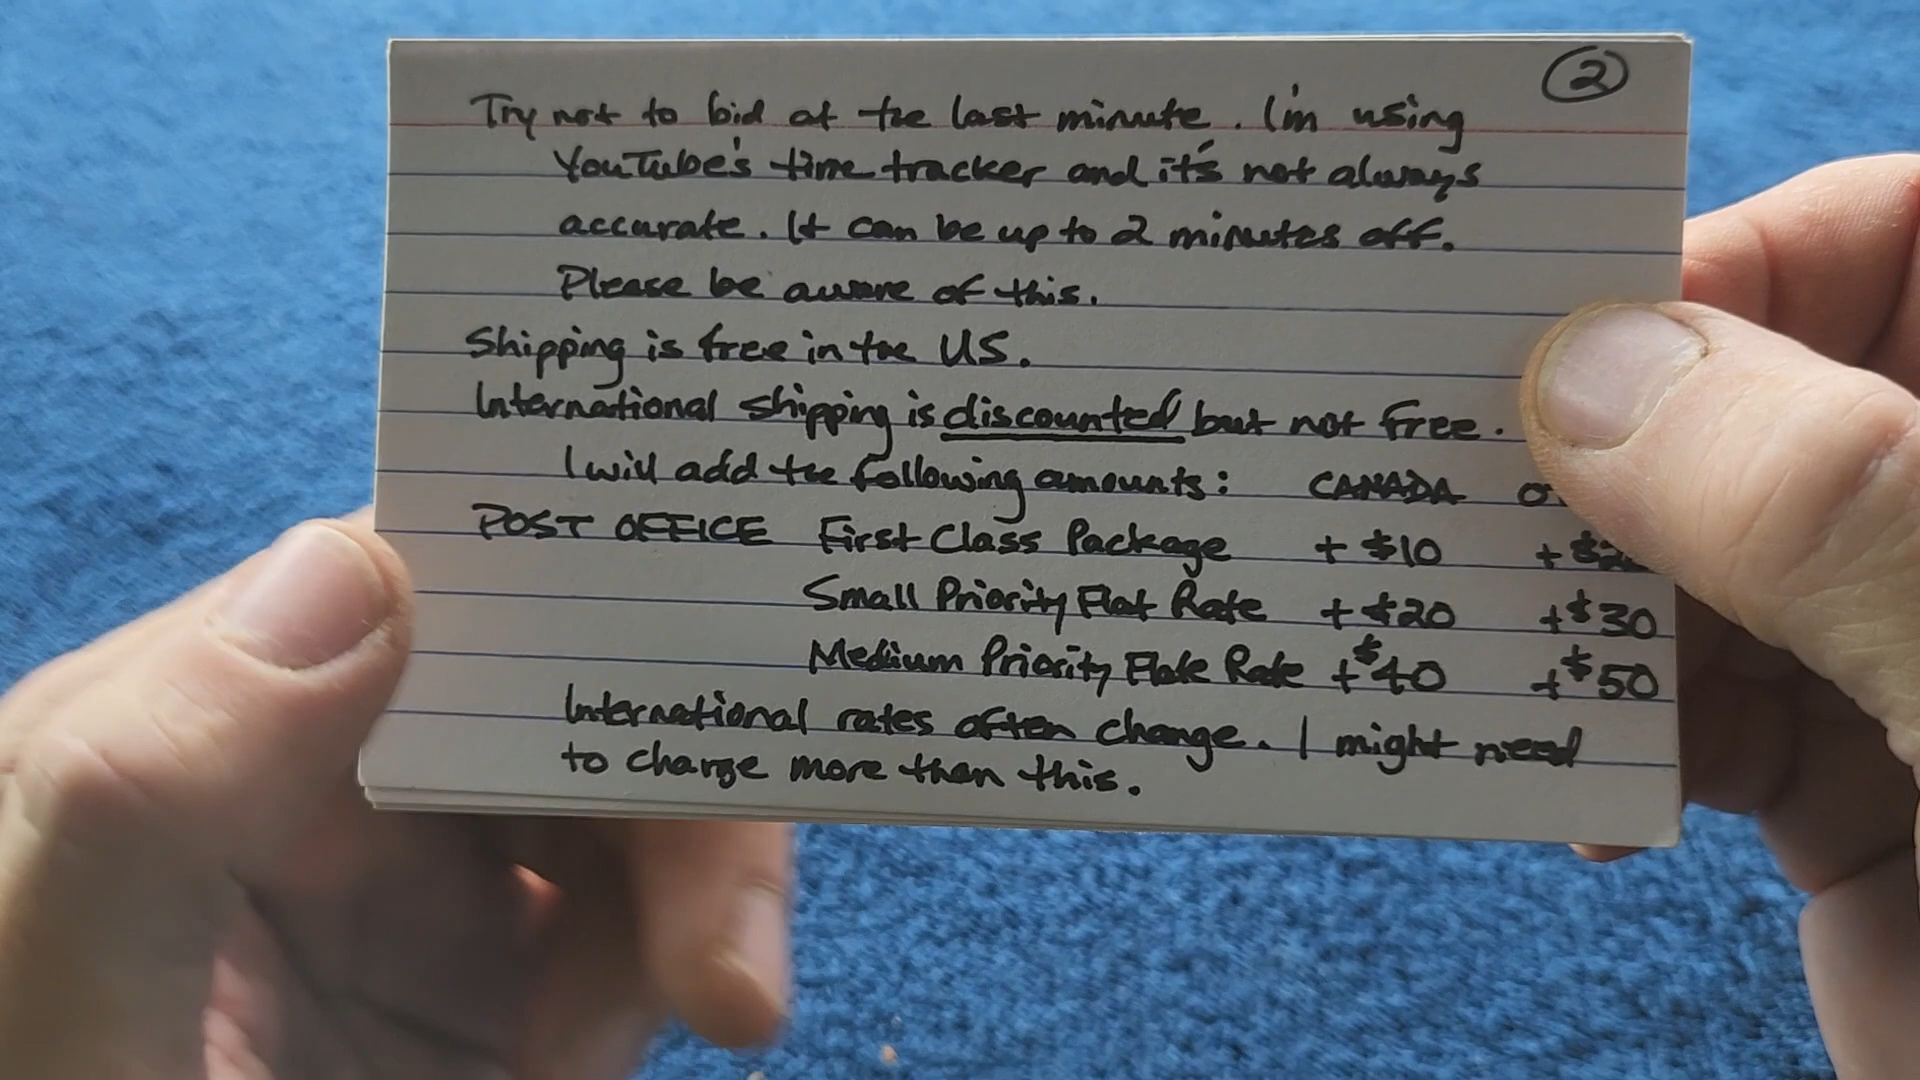 2
Try not to bid at the last minute. I'm using
YouTube's time tracker and it's not always
accurate. It can be up to 2 minutes off.
Please be aware of this.
Shipping is free in the US.
International shipping is discounted but not free.
I will add the following amounts: CANADA
POST OFFICE First Class Package +$10
Small Priority Flat Rate +$20 +$30
Medium Priority Flate Rate +$40 +$50
International rates often change. I might need
to charge more than this.